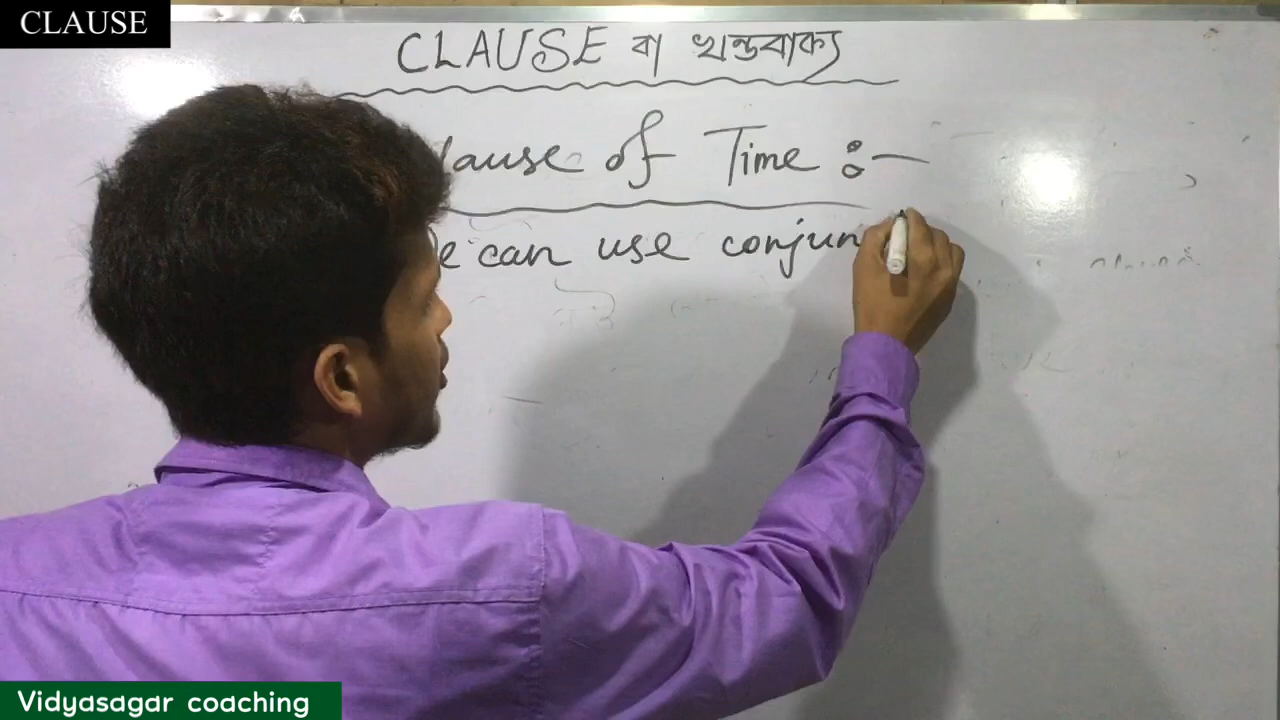 CLAUSE
CLAUSE বা খন্ডবাক্য
lause of Time :—
e can use conjun
Vidyasagar coaching